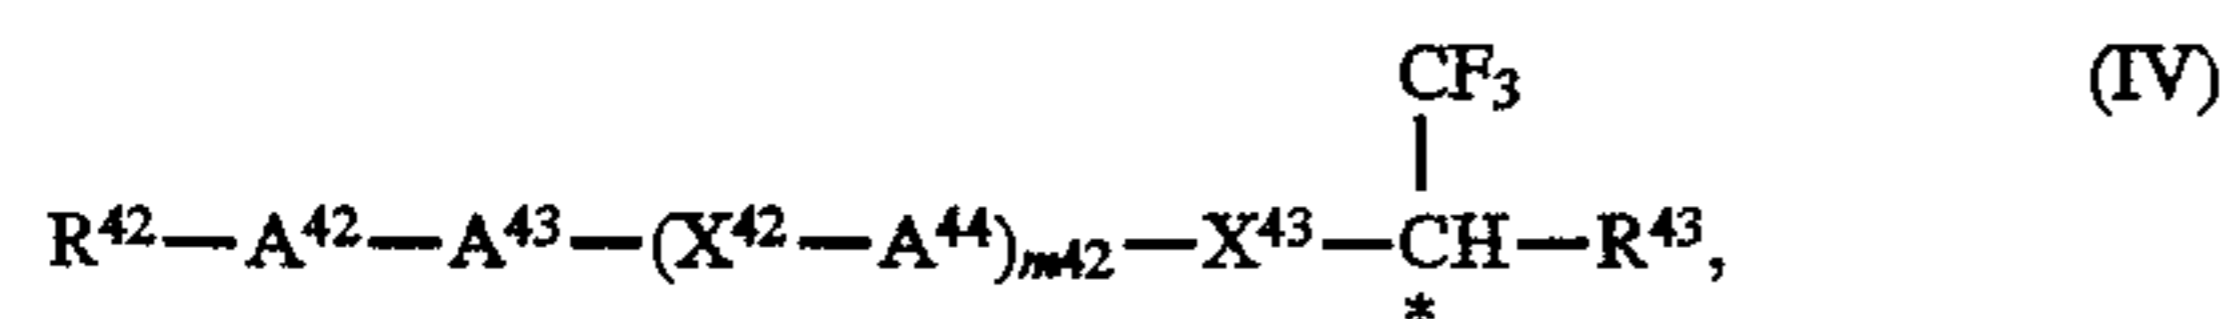 CF₃ (IV)
R⁴²—A⁴²—A⁴³—(X⁴²—A⁴⁴)ₘ₄₂—X⁴³—CH—R⁴³,
*